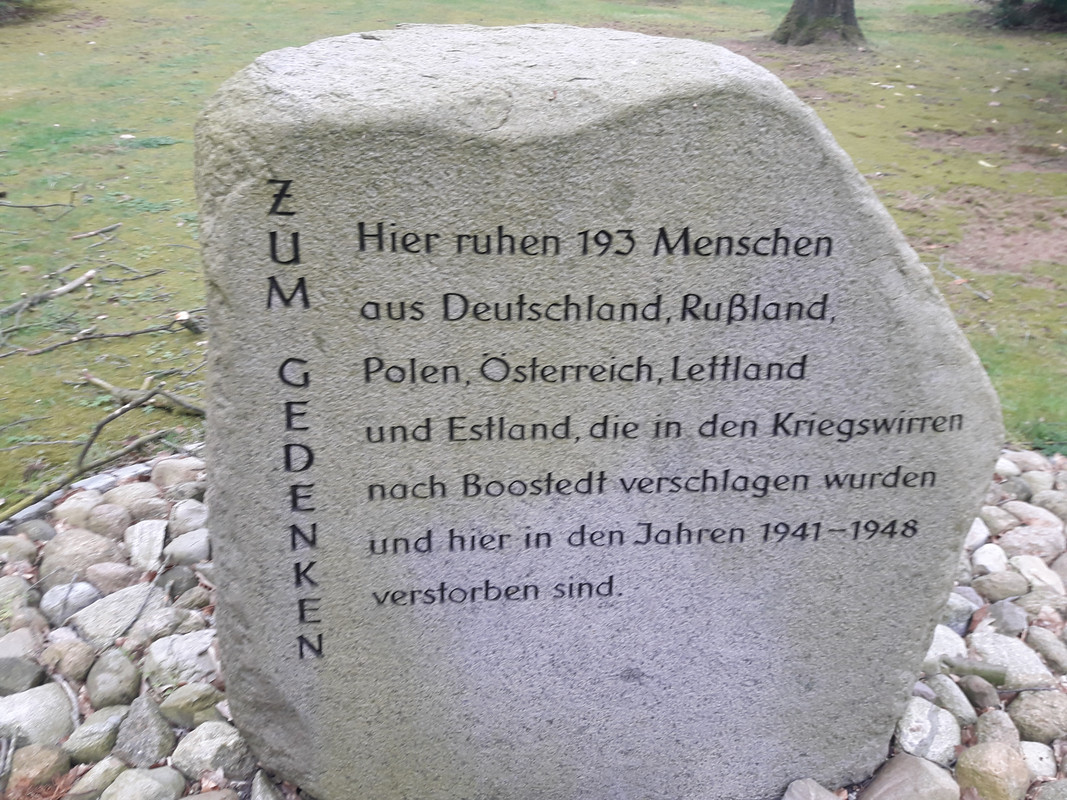 ZUM GEDENKEN
Hier ruhen 193 Menschen
aus Deutschland, Rußland,
Polen, Österreich, Lettland
und Estland, die in den Kriegswirren
nach Boostedt verschlagen wurden
und hier in den Jahren 1941–1948
verstorben sind.